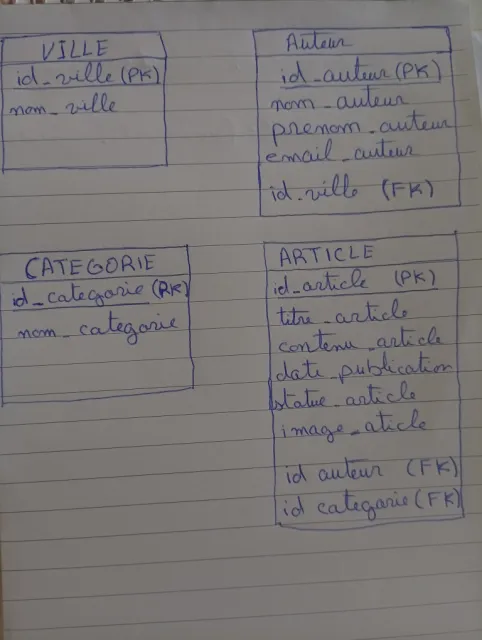 VILLE
id_ville (PK)
nom_ville
Auteur
id_auteur (PK)
nom_auteur
prenom_auteur
email_auteur
id_ville (FK)
CATEGORIE
id_categorie (PK)
nom_categorie
ARTICLE
id_article (PK)
titre_article
contenu_article
date_publication
statue_article
image_aticle
id auteur (FK)
id categorie (FK)